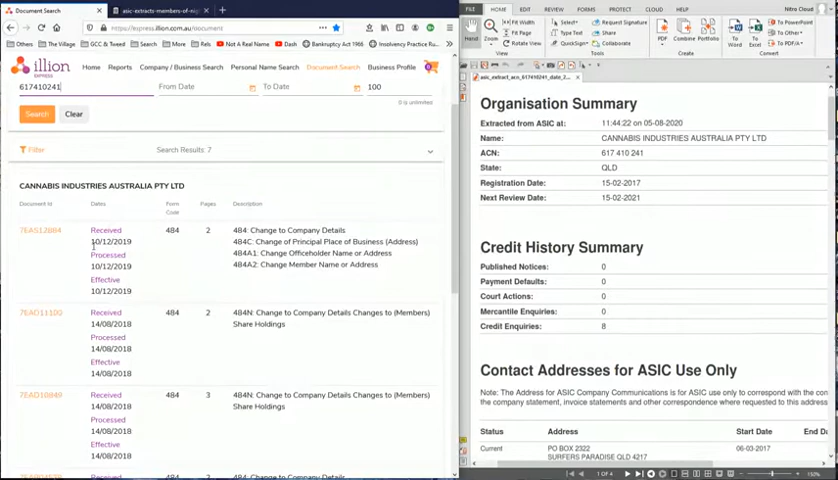 Document Search
asic-extracts-members-of-nig
https://express.illion.com.au/document
Others
The Village
GCC & Tweed
Search
Rels
Not A Real Name
Dash
Bankruptcy Act 1966
Insolvency Practice Ru...
illion
EXPRESS
Home
Reports
Company / Business Search
Personal Name Search
Document Search
Business Profile
617410241
From Date
To Date
100
0 is unlimited
Search
Clear
Filter
Search Results: 7
CANNABIS INDUSTRIES AUSTRALIA PTY LTD
Document Id
Dates
Form Code
Pages
Description
7EAS12884
Received
10/12/2019
Processed
10/12/2019
Effective
10/12/2019
484
2
484: Change to Company Details
484C: Change of Principal Place of Business (Address)
484A1: Change Officeholder Name or Address
484A2: Change Member Name or Address
7EAD11100
Received
14/08/2018
Processed
14/08/2018
Effective
14/08/2018
484
2
484N: Change to Company Details Changes to (Members)
Share Holdings
7EAD10849
Received
14/08/2018
Processed
14/08/2018
Effective
14/08/2018
484
3
484N: Change to Company Details Changes to (Members)
Share Holdings
Received
484
2
484: Change to Company Details
Nitro Cloud
FILE
HOME
EDIT
REVIEW
FORMS
PROTECT
CLOUD
HELP
Hand
Zoom
Fit Width
Fit Page
Rotate View
Select
Type Text
QuickSign
Request Signature
Share
Collaborate
Tools
PDF
Combine
Portfolio
Create
To Word
To Excel
To PowerPoint
To Other
To PDF/A
Convert
asic_extract_acn_617410241_date_2...
Organisation Summary
Extracted from ASIC at: 11:44:22 on 05-08-2020
Name: CANNABIS INDUSTRIES AUSTRALIA PTY LTD
ACN: 617 410 241
State: QLD
Registration Date: 15-02-2017
Next Review Date: 15-02-2021
Credit History Summary
Published Notices: 0
Payment Defaults: 0
Court Actions: 0
Mercantile Enquiries: 0
Credit Enquiries: 8
Contact Addresses for ASIC Use Only
Note: The Address for ASIC Company Communications is for ASIC use only to correspond with the con
the company statement, invoice statements and other correspondence where requested to this address
Status
Address
Start Date
End Da
Current
PO BOX 2322
SURFERS PARADISE QLD 4217
06-03-2017
1 OF 4